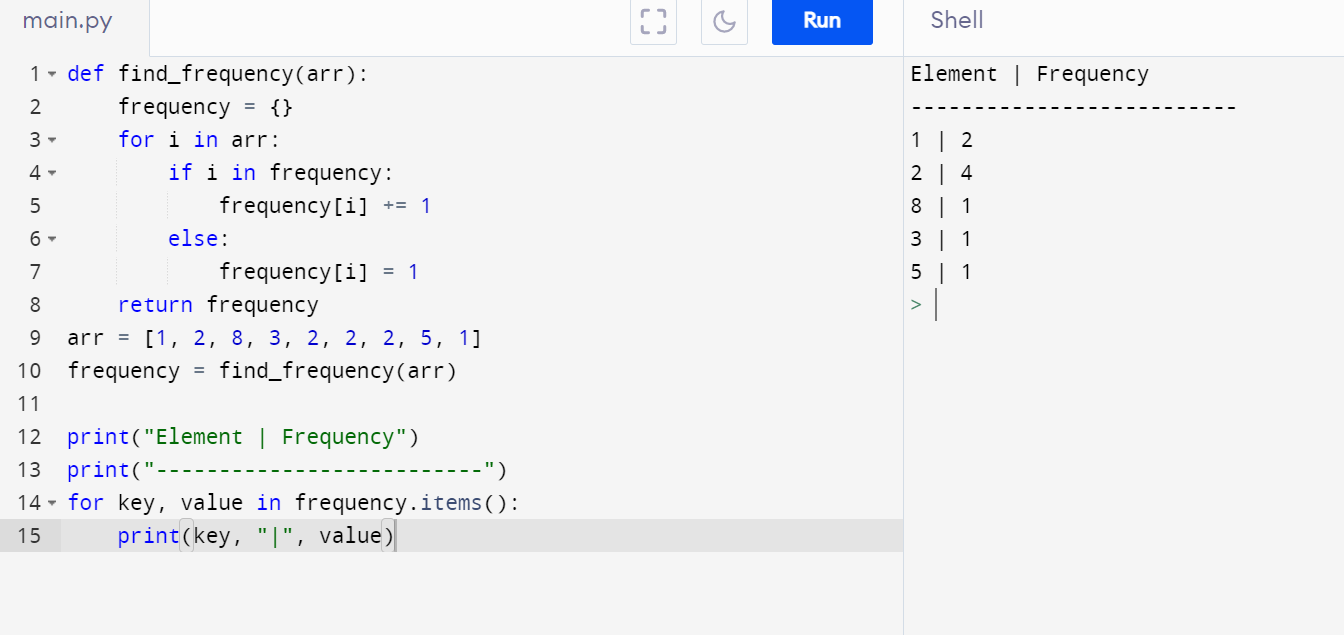 main.py
Run
Shell
1 def find_frequency(arr):
2     frequency = {}
3     for i in arr:
4         if i in frequency:
5             frequency[i] += 1
6         else:
7             frequency[i] = 1
8     return frequency
9 arr = [1, 2, 8, 3, 2, 2, 2, 5, 1]
10 frequency = find_frequency(arr)
11
12 print("Element | Frequency")
13 print("--------------------------")
14 for key, value in frequency.items():
15     print(key, "|", value)
Element | Frequency
--------------------------
1 | 2
2 | 4
8 | 1
3 | 1
5 | 1
>